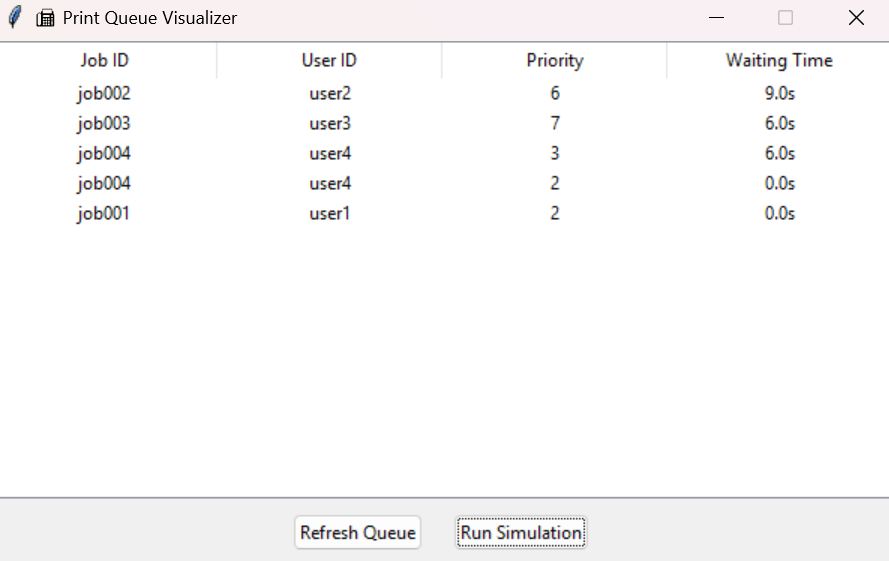 Print Queue Visualizer
Job ID User ID Priority Waiting Time
job002 user2 6 9.0s
job003 user3 7 6.0s
job004 user4 3 6.0s
job004 user4 2 0.0s
job001 user1 2 0.0s
Refresh Queue Run Simulation